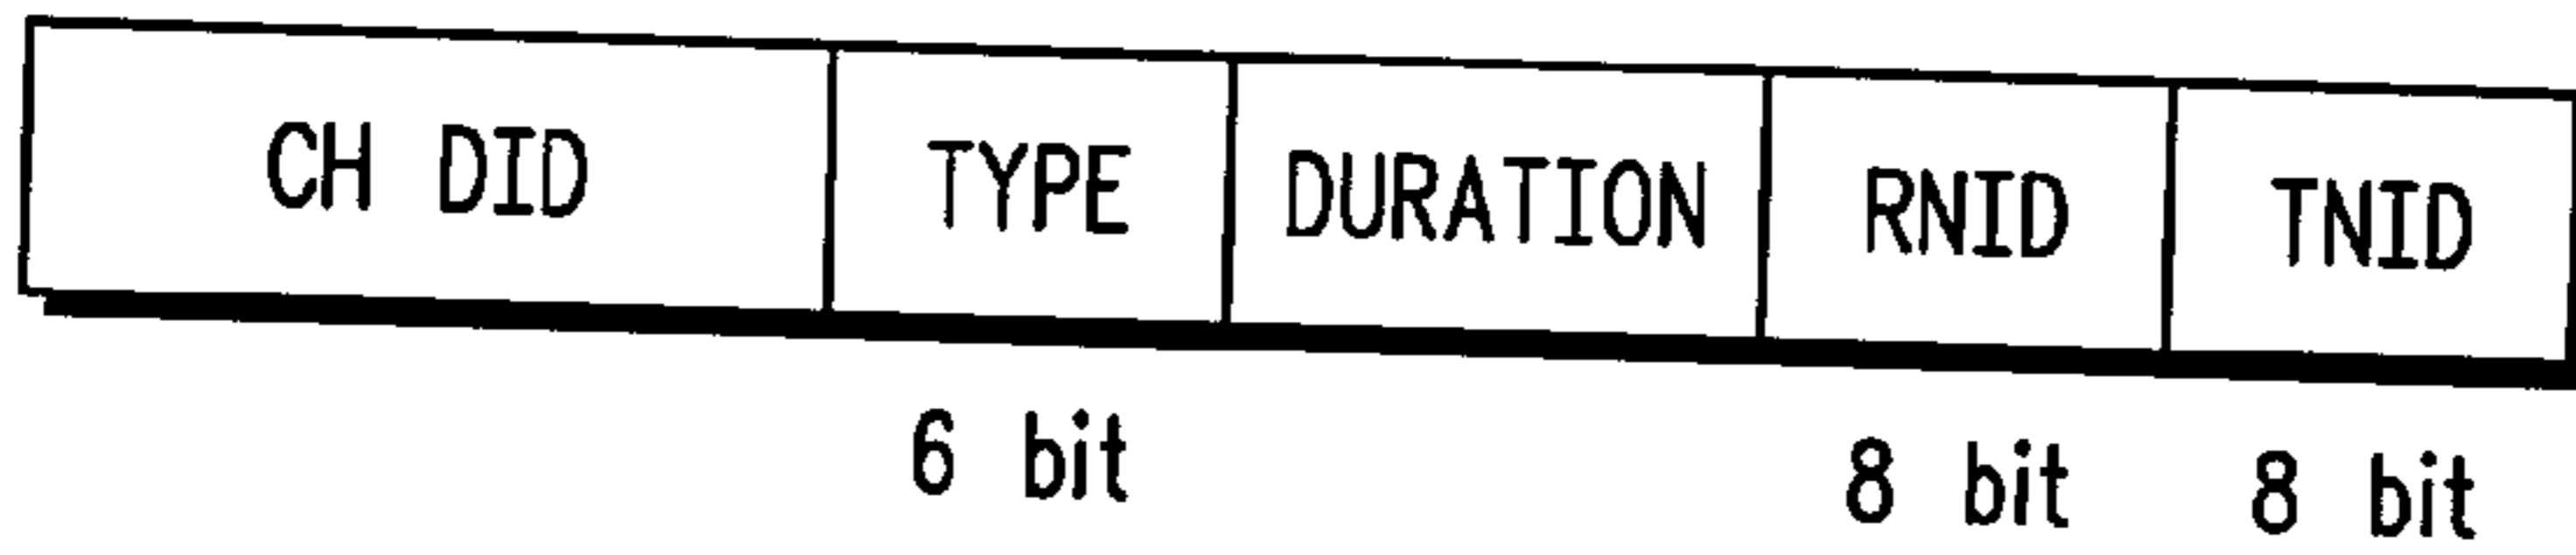 CH DID TYPE DURATION RNID TNID
6 bit 8 bit 8 bit